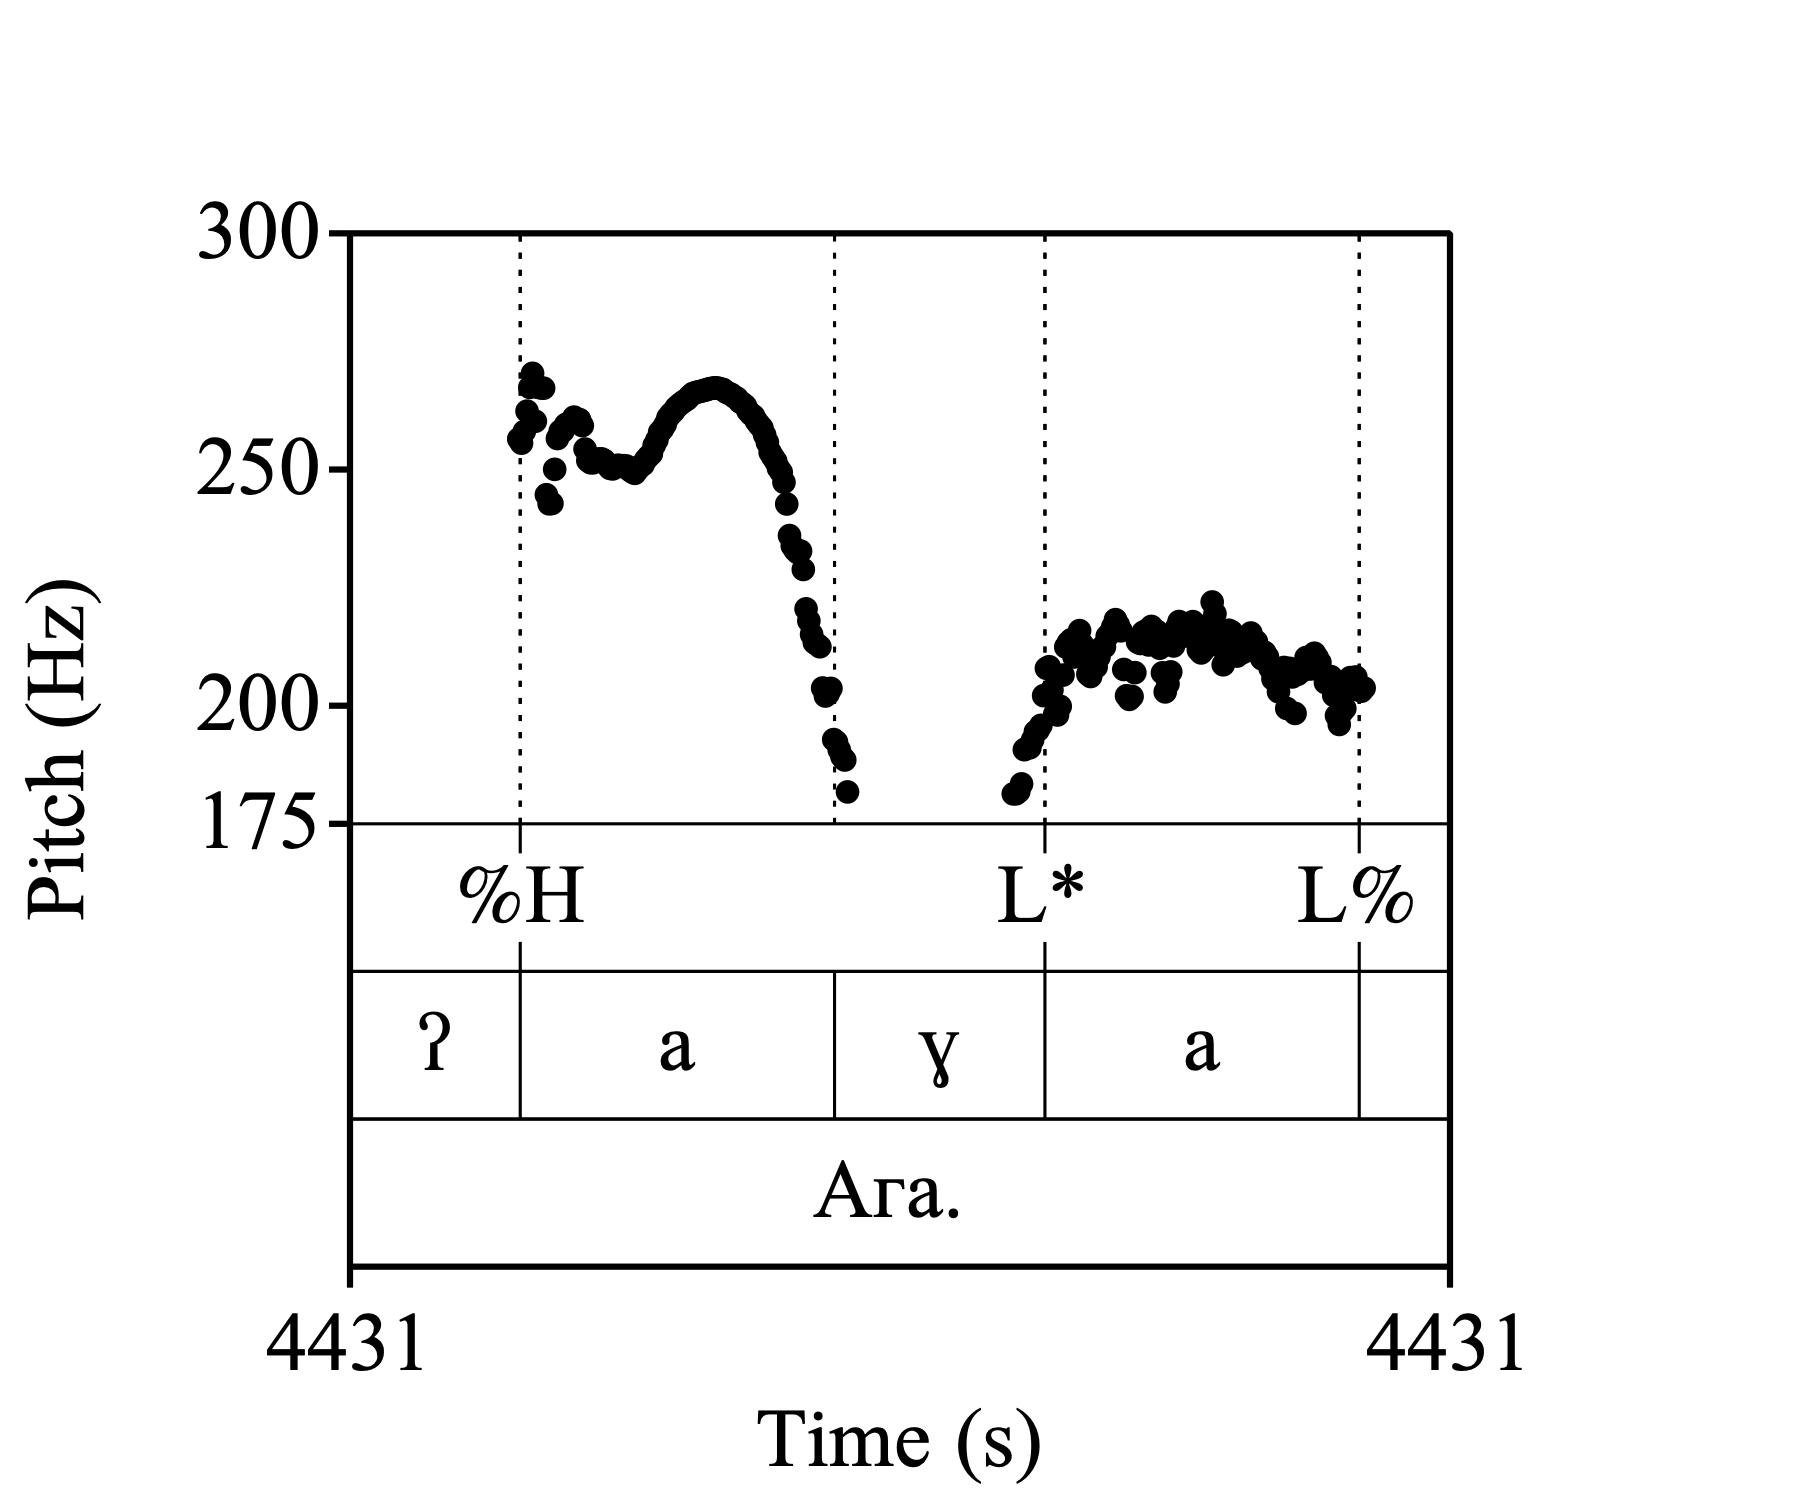 300
250
200
175
Pitch (Hz)
%H L* L%
ʔ a ɣ a
Ага.
4431 4431
Time (s)